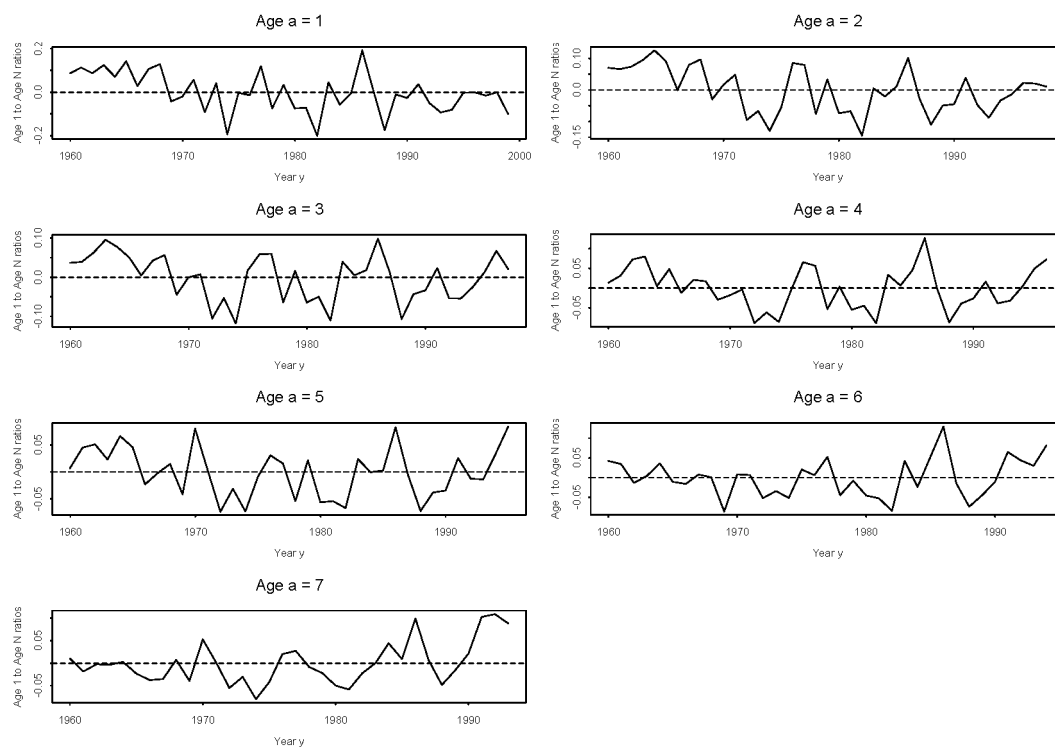 Age a = 1
Age 1 to Age N ratios
0.2
0.0
-0.2
1960 1970 1980 1990 2000
Year y
Age a = 2
Age 1 to Age N ratios
0.10
0.0
-0.15
1960 1970 1980 1990
Year y
Age a = 3
Age 1 to Age N ratios
0.10
0.0
-0.10
1960 1970 1980 1990
Year y
Age a = 4
Age 1 to Age N ratios
0.05
-0.05
1960 1970 1980 1990
Year y
Age a = 5
Age 1 to Age N ratios
0.05
-0.05
1960 1970 1980 1990
Year y
Age a = 6
Age 1 to Age N ratios
0.05
-0.05
1960 1970 1980 1990
Year y
Age a = 7
Age 1 to Age N ratios
0.05
-0.05
1960 1970 1980 1990
Year y